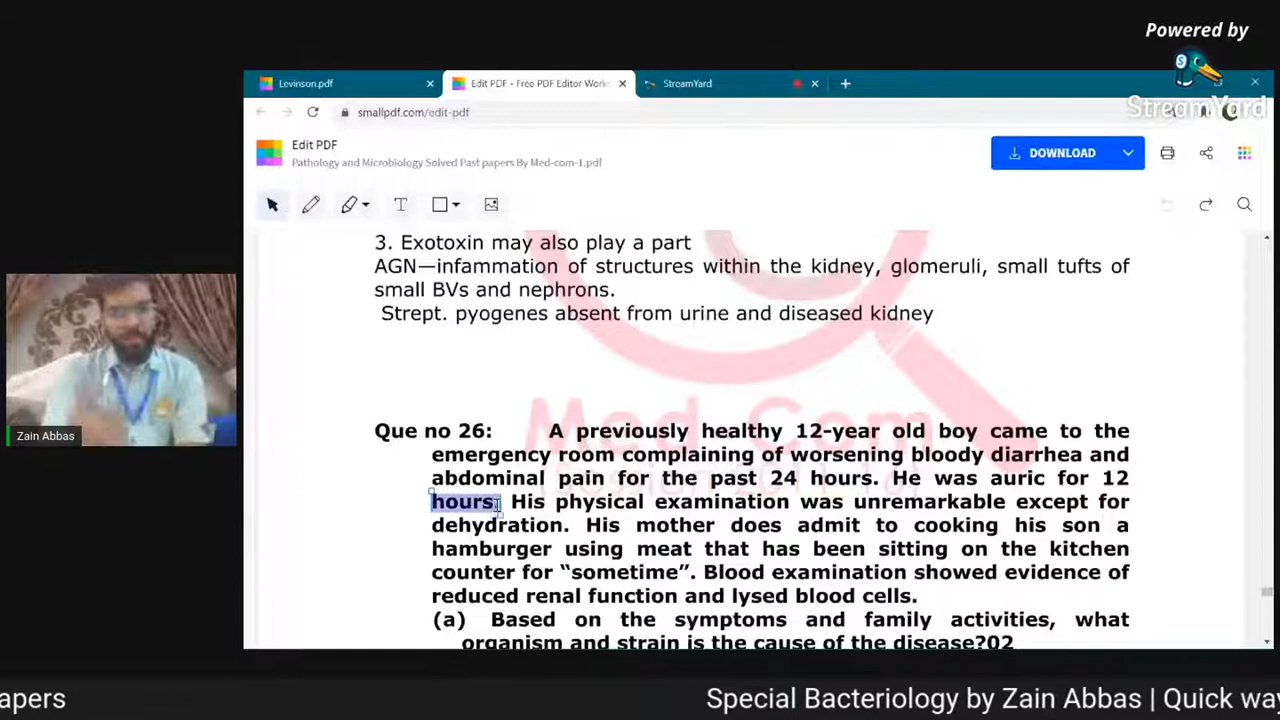 Powered by
StreamYard
Levinson.pdf
Edit PDF - Free PDF Editor Work
StreamYard
smallpdf.com/edit-pdf
Edit PDF
Pathology and Microbiology Solved Past papers By Med-com-1.pdf
DOWNLOAD
3. Exotoxin may also play a part
AGN—infammation of structures within the kidney, glomeruli, small tufts of
small BVs and nephrons.
Strept. pyogenes absent from urine and diseased kidney
Med-Com
Que no 26: A previously healthy 12-year old boy came to the
emergency room complaining of worsening bloody diarrhea and
abdominal pain for the past 24 hours. He was auric for 12
hours. His physical examination was unremarkable except for
dehydration. His mother does admit to cooking his son a
hamburger using meat that has been sitting on the kitchen
counter for “sometime”. Blood examination showed evidence of
reduced renal function and lysed blood cells.
(a) Based on the symptoms and family activities, what
organism and strain is the cause of the disease?02
Zain Abbas
apers
Special Bacteriology by Zain Abbas | Quick way